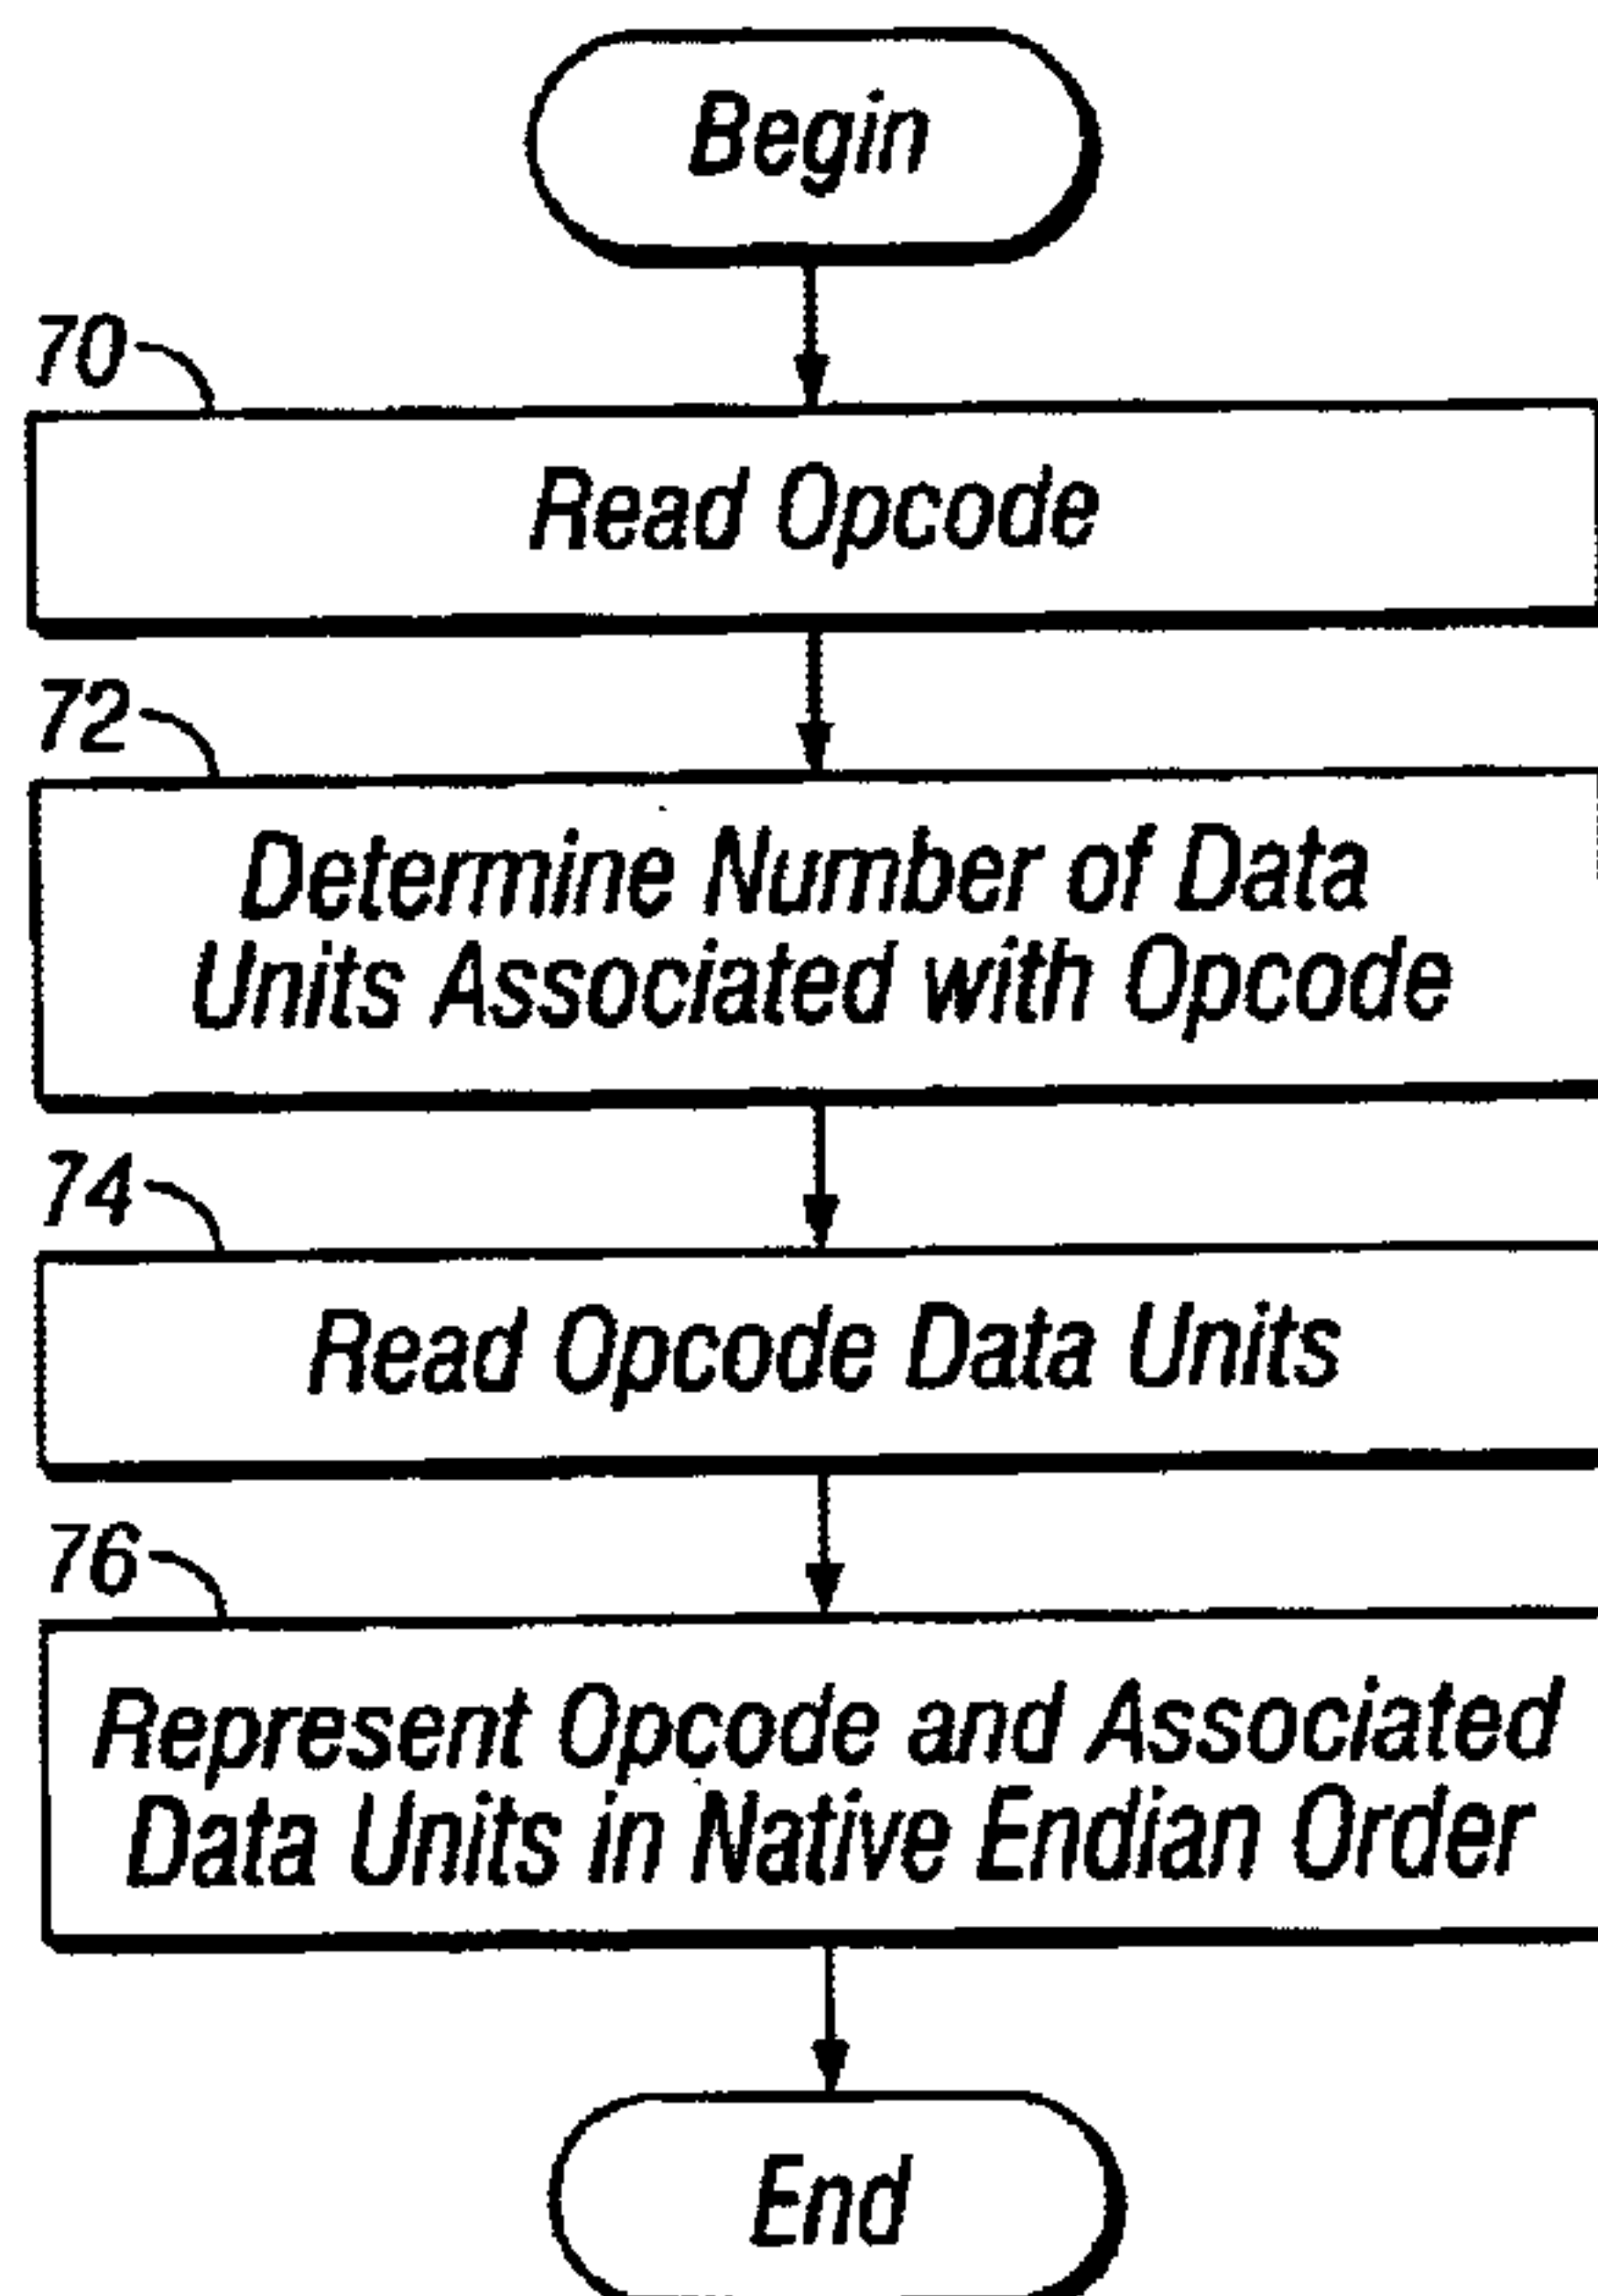 Begin
70
Read Opcode
72
Determine Number of Data
Units Associated with Opcode
74
Read Opcode Data Units
76
Represent Opcode and Associated
Data Units in Native Endian Order
End